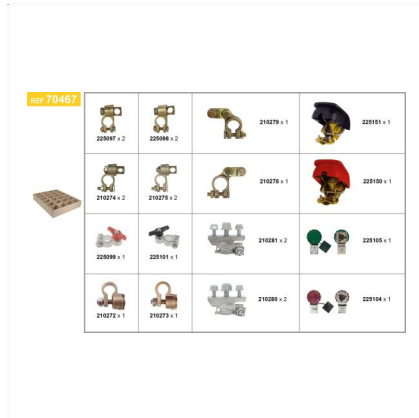 REF 70467
225097 x 2
225098 x 2
210279 x 1
225151 x 1
210274 x 2
210275 x 2
210278 x 1
225150 x 1
225099 x 1
225101 x 1
210281 x 2
225105 x 1
210272 x 1
210273 x 1
210280 x 2
225104 x 1